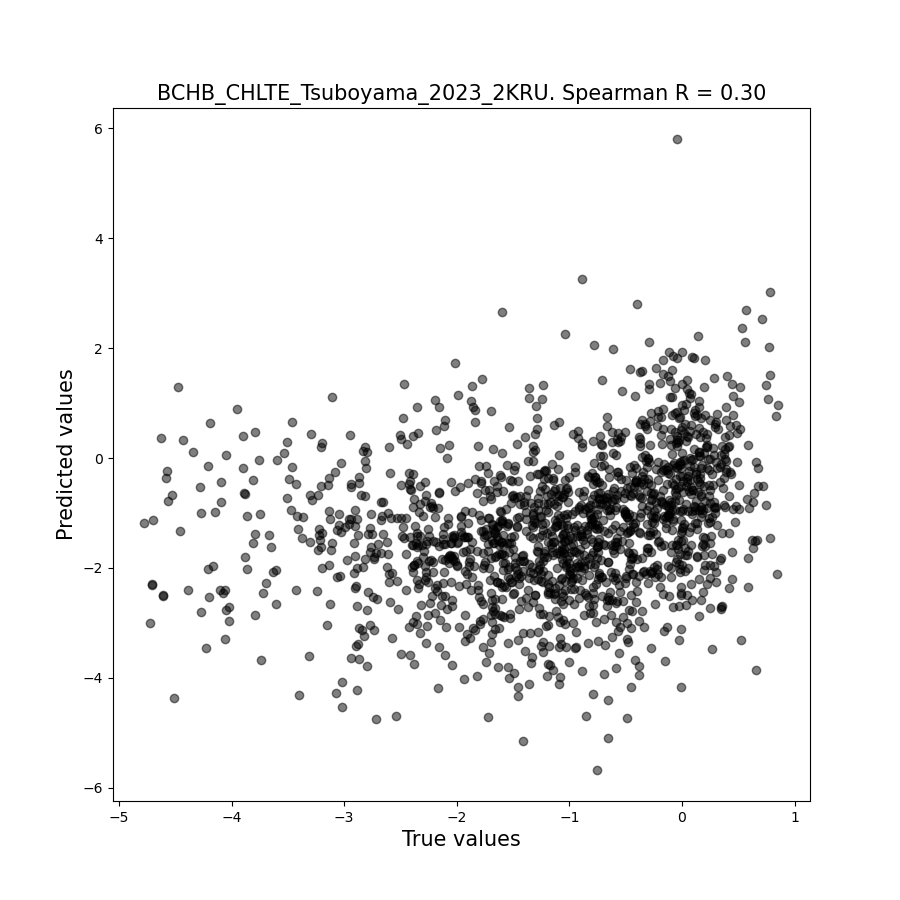 BCHB_CHLTE_Tsuboyama_2023_2KRU. Spearman R = 0.30
6
4
2
0
−2
−4
−6
Predicted values
−5 −4 −3 −2 −1 0 1
True values